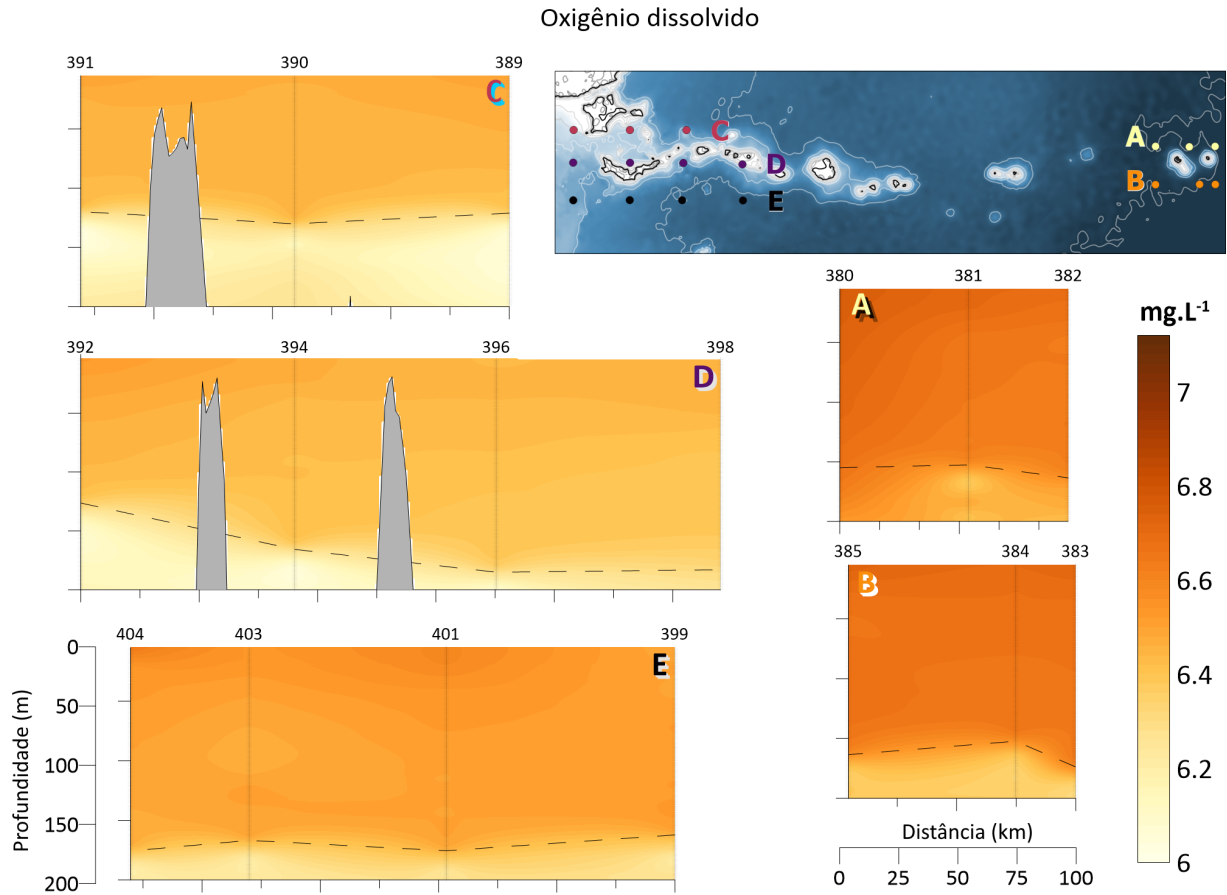 Oxigênio dissolvido
391 390 389
C
C
A
D
B
E
380 381 382
A
mg.L-1
7
6.8
6.6
6.4
6.2
6
392 394 396 398
D
385 384 383
B
404 403 401 399
E
0
50
100
150
200
Profundidade (m)
Distância (km)
0 25 50 75 100